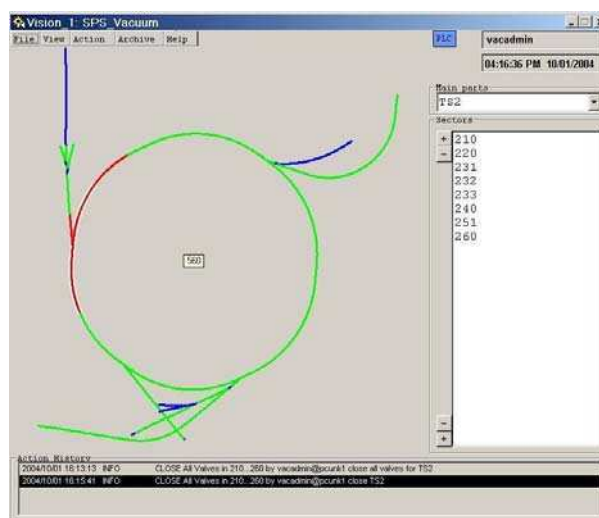 Vision_1: SPS_Vacuum
File View Action Archive Help
PLC
vacadmin
04:16:36 PM 10/01/2004
Main parts
TS2
Sectors
210
220
231
232
233
240
251
260
560
Action History
2004/10/01 16:13:13 INFO CLOSE All Valves in 210...260 by vacadmin@pcunk1 close all valves for TS2
2004/10/01 16:15:41 INFO CLOSE All Valves in 210...260 by vacadmin@pcunk1 close TS2